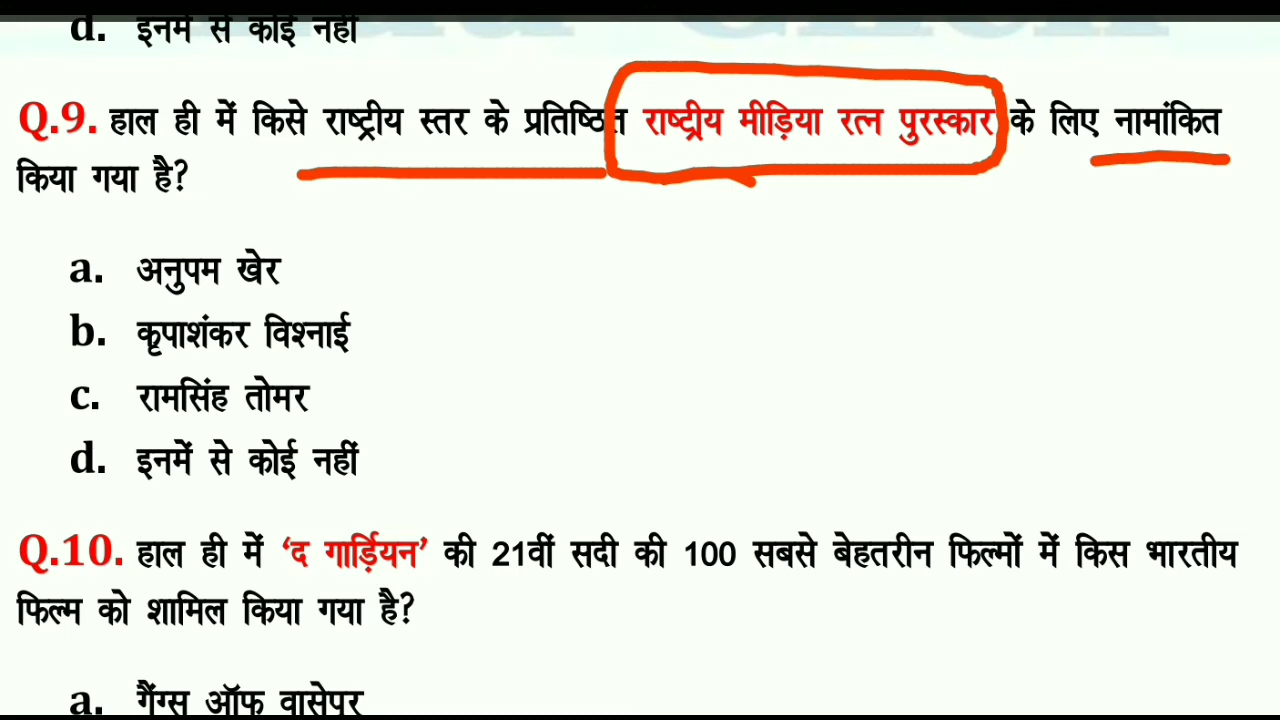 d. इनमें से कोई नहीं
Q.9. हाल ही में किसे राष्ट्रीय स्तर के प्रतिष्ठित राष्ट्रीय मीड़िया रत्न पुरस्कार के लिए नामांकित
किया गया है?
a. अनुपम खेर
b. कृपाशंकर विश्नाई
c. रामसिंह तोमर
d. इनमें से कोई नहीं
Q.10. हाल ही में ‘द गार्ड़ियन’ की 21वीं सदी की 100 सबसे बेहतरीन फिल्मों में किस भारतीय
फिल्म को शामिल किया गया है?
a. गैंग्स ऑफ वासेपुर